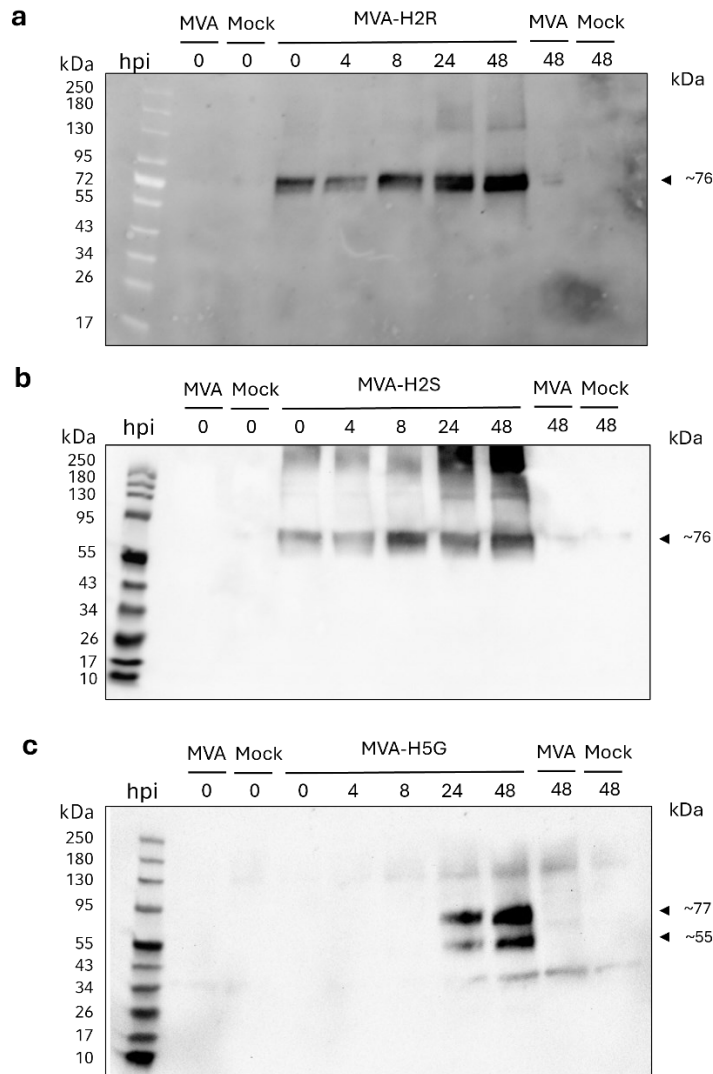 a
MVA Mock MVA-H2R MVA Mock
kDa hpi 0 0 0 4 8 24 48 48 48 kDa
250
180
130
95
72 ◄ ~76
55
43
34
26
17
b
MVA Mock MVA-H2S MVA Mock
kDa hpi 0 0 0 4 8 24 48 48 48 kDa
250
180
130
95
◄ ~76
55
43
34
26
17
10
c
MVA Mock MVA-H5G MVA Mock
kDa hpi 0 0 0 4 8 24 48 48 48 kDa
250
180
130
95 ◄ ~77
55 ◄ ~55
43
34
26
17
10